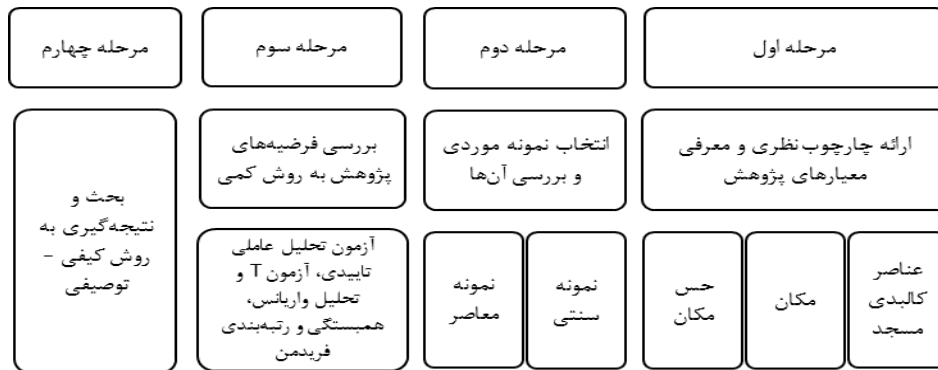 مرحله اول
مرحله دوم
مرحله سوم
مرحله چهارم
ارائه چارچوب نظری و معرفی
معیارهای پژوهش
انتخاب نمونه موردی
و بررسی آن‌ها
بررسی فرضیه‌های
پژوهش به روش کمی
بحث و
نتیجه‌گیری به
روش کیفی -
توصیفی
عناصر
کالبدی
مسجد
مکان
حس
مکان
نمونه
سنتی
نمونه
معاصر
آزمون تحلیل عاملی
تاییدی، آزمون T و
تحلیل واریانس،
همبستگی و رتبه‌بندی
فریدمن